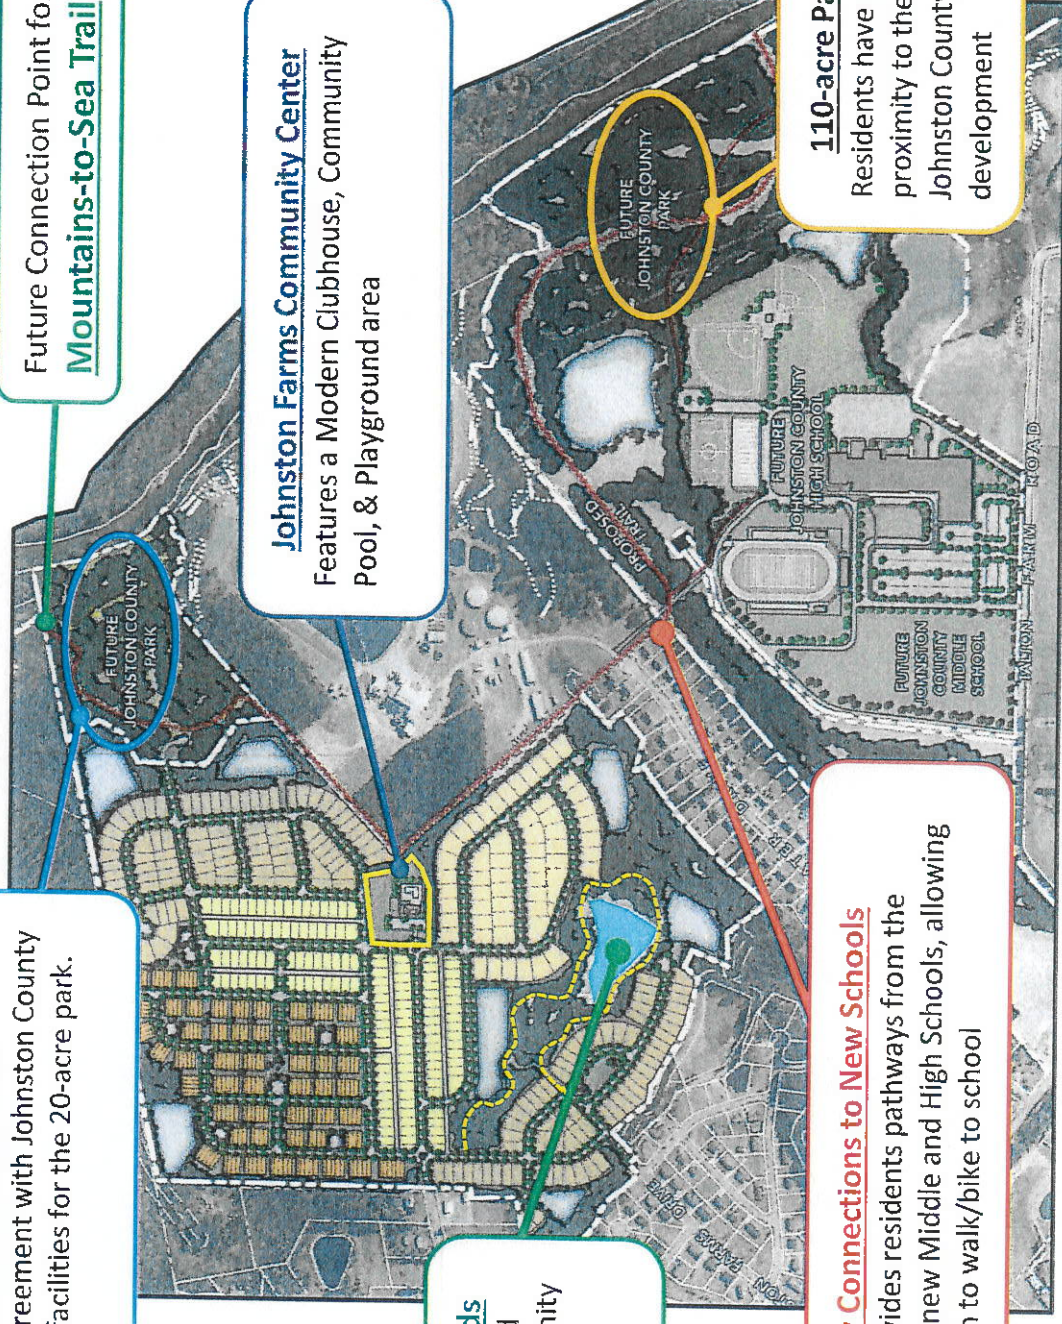 Future Connection Point fo
Mountains-to-Sea Trail
reement with Johnston County
acilities for the 20-acre park.
FUTURE
JOHNSTON COUNTY
PARK
Johnston Farms Community Center
Features a Modern Clubhouse, Community
Pool, & Playground area
FUTURE
JOHNSTON COUNTY
PARK
110-acre Pa
Residents have
proximity to the
Johnston Count
development
PROPOSED
TRAIL
FUTURE
JOHNSTON COUNTY
HIGH SCHOOL
FUTURE
JOHNSTON
COUNTY
MIDDLE
SCHOOL
FARM ROAD
ds
d
nity
FARMS DRIVE
Connections to New Schools
vides residents pathways from the
new Middle and High Schools, allowing
n to walk/bike to school